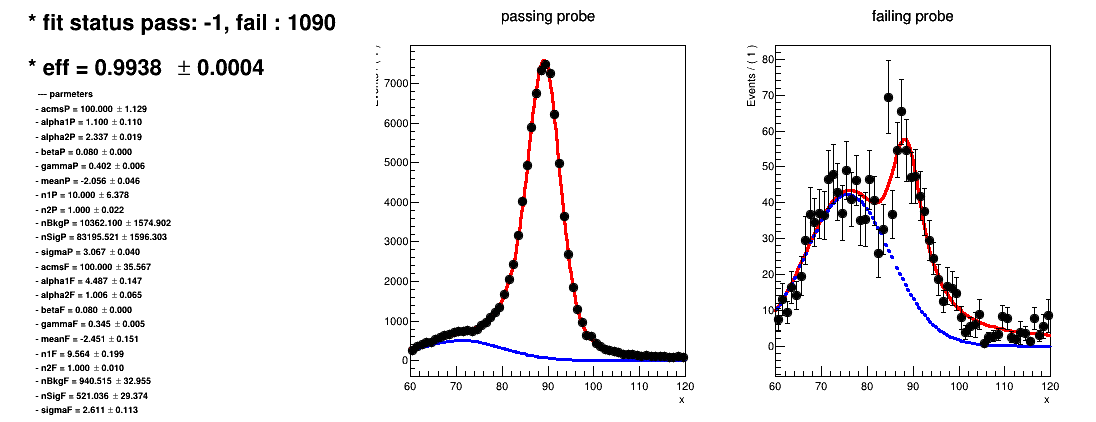 * fit status pass: -1, fail : 1090
* eff = 0.9938 ± 0.0004
--- parmeters
- acmsP = 100.000 ± 1.129
- alpha1P = 1.100 ± 0.110
- alpha2P = 2.337 ± 0.019
- betaP = 0.080 ± 0.000
- gammaP = 0.402 ± 0.006
- meanP = -2.056 ± 0.046
- n1P = 10.000 ± 6.378
- n2P = 1.000 ± 0.022
- nBkgP = 10362.100 ± 1574.902
- nSigP = 83195.521 ± 1596.303
- sigmaP = 3.067 ± 0.040
- acmsF = 100.000 ± 35.567
- alpha1F = 4.487 ± 0.147
- alpha2F = 1.006 ± 0.065
- betaF = 0.080 ± 0.000
- gammaF = 0.345 ± 0.005
- meanF = -2.451 ± 0.151
- n1F = 9.564 ± 0.199
- n2F = 1.000 ± 0.010
- nBkgF = 940.515 ± 32.955
- nSigF = 521.036 ± 29.374
- sigmaF = 2.611 ± 0.113
passing probe
7000
6000
5000
4000
3000
2000
1000
0
60 70 80 90 100 110 120
x
failing probe
Events / ( 1 )
80
70
60
50
40
30
20
10
0
60 70 80 90 100 110 120
x